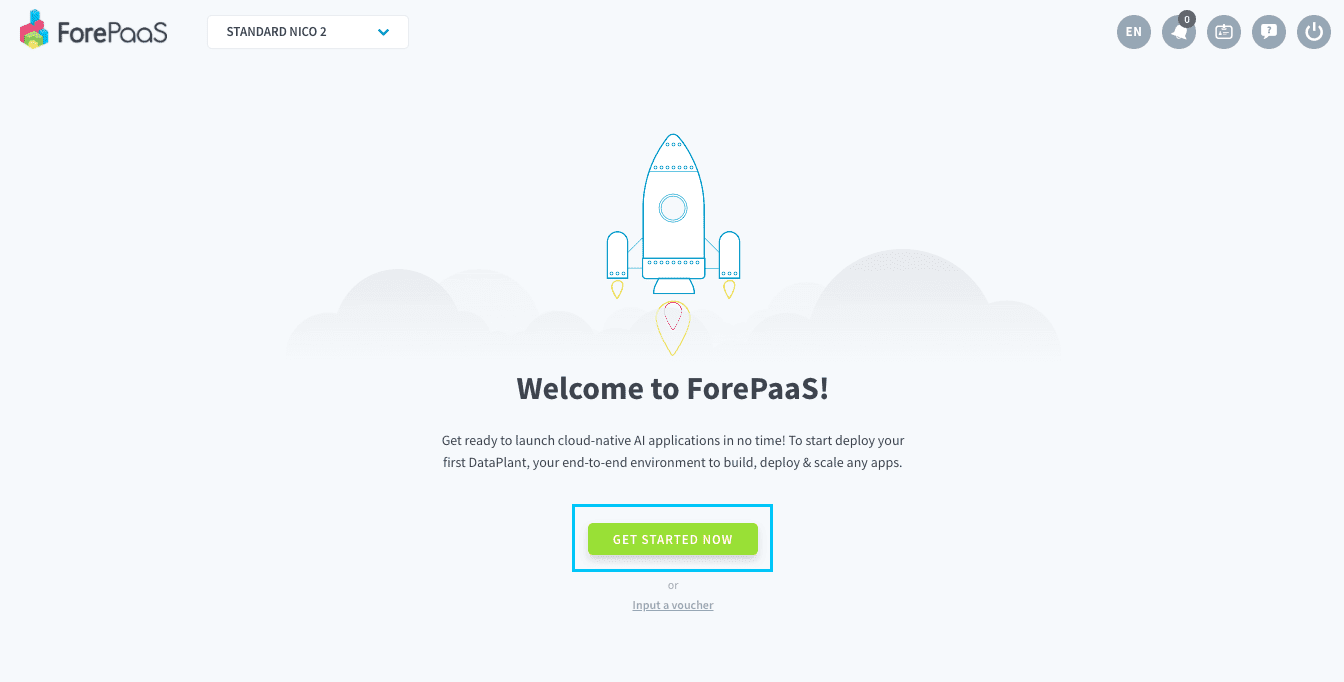 ForePaaS
STANDARD NICO 2
EN
0
?
Welcome to ForePaaS!
Get ready to launch cloud-native AI applications in no time! To start deploy your
first DataPlant, your end-to-end environment to build, deploy & scale any apps.
GET STARTED NOW
or
Input a voucher